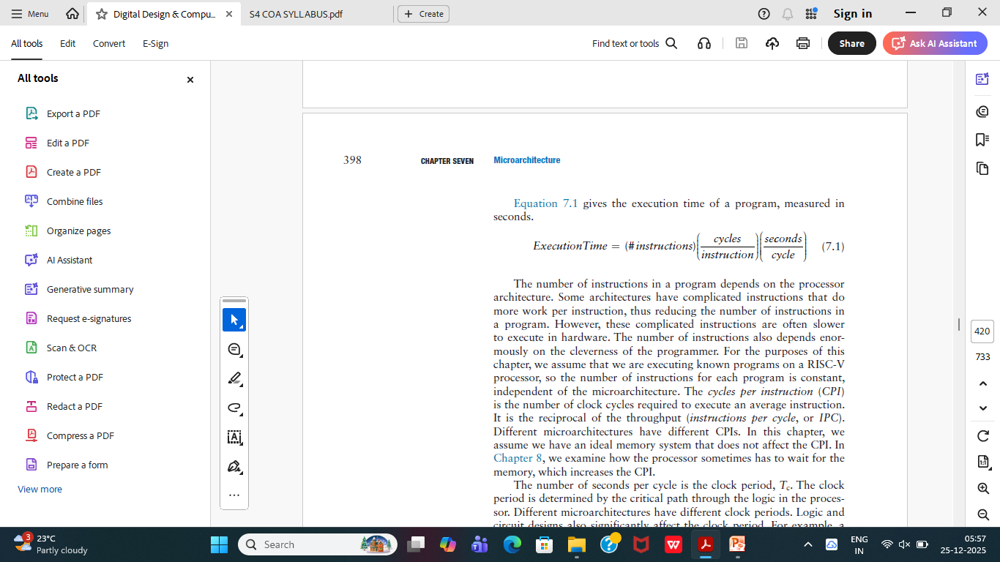 Menu
Digital Design & Compu...
S4 COA SYLLABUS.pdf
Create
Sign in
All tools
Edit
Convert
E-Sign
Find text or tools
Share
Ask AI Assistant
All tools
Export a PDF
Edit a PDF
Create a PDF
Combine files
Organize pages
AI Assistant
Generative summary
Request e-signatures
Scan & OCR
Protect a PDF
Redact a PDF
Compress a PDF
Prepare a form
View more
398
CHAPTER SEVEN
Microarchitecture
Equation 7.1 gives the execution time of a program, measured in
seconds.
ExecutionTime = (# instructions)(cycles/instruction)(seconds/cycle) (7.1)
The number of instructions in a program depends on the processor
architecture. Some architectures have complicated instructions that do
more work per instruction, thus reducing the number of instructions in
a program. However, these complicated instructions are often slower
to execute in hardware. The number of instructions also depends enor-
mously on the cleverness of the programmer. For the purposes of this
chapter, we assume that we are executing known programs on a RISC-V
processor, so the number of instructions for each program is constant,
independent of the microarchitecture. The cycles per instruction (CPI)
is the number of clock cycles required to execute an average instruction.
It is the reciprocal of the throughput (instructions per cycle, or IPC).
Different microarchitectures have different CPIs. In this chapter, we
assume we have an ideal memory system that does not affect the CPI. In
Chapter 8, we examine how the processor sometimes has to wait for the
memory, which increases the CPI.
The number of seconds per cycle is the clock period, Tc. The clock
period is determined by the critical path through the logic in the proces-
sor. Different microarchitectures have different clock periods. Logic and
circuit designs also significantly affect the clock period. For example, a
420
733
1:1
3
23°C
Partly cloudy
Search
ENG
IN
05:57
25-12-2025